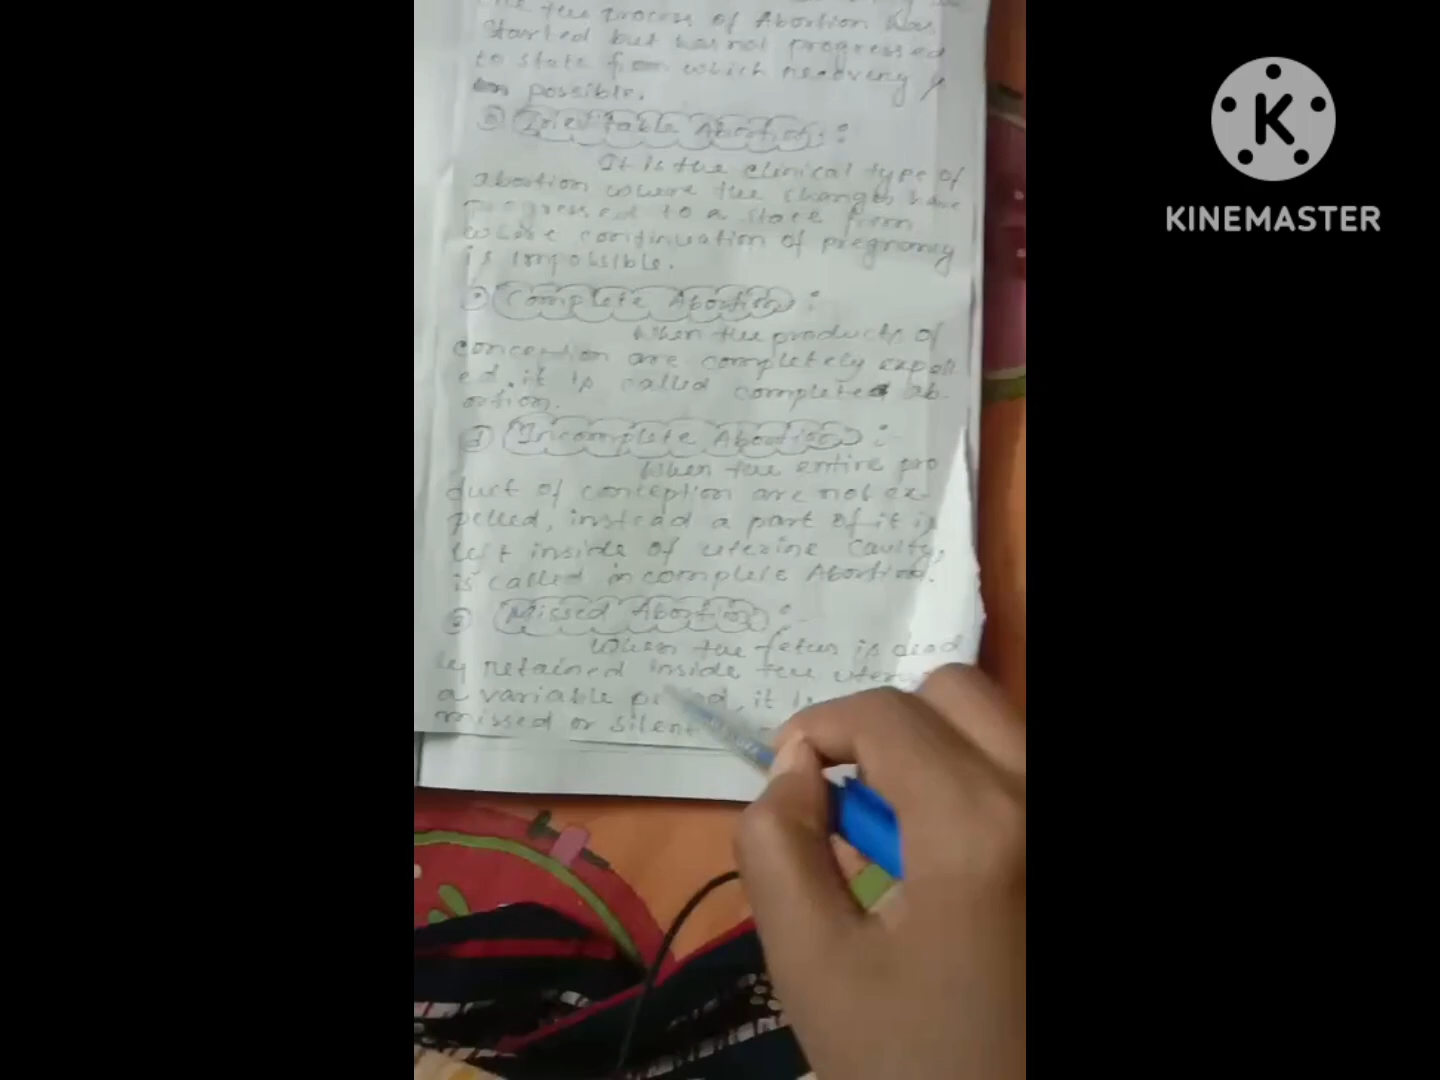 the process of Abortion has
started but has not progressed
to state from which recovery is
possible.
b) Inevitable Abortion :
It is the clinical type of
abortion where the changes have
progressed to a state from
where continuation of pregnancy
is impossible.
Complete Abortion :
When the products of
conception are completely expell
ed, it is called completed ab-
ortion.
d) Incomplete Abortion :
When the entire pro
duct of conception are not ex-
pelled, instead a part of it is
left inside of uterine cavity,
is called incomplete Abortion.
Missed Abortion :
When the fetus is dead
ly retained inside the
a variable period, it is
missed or silent
KINEMASTER